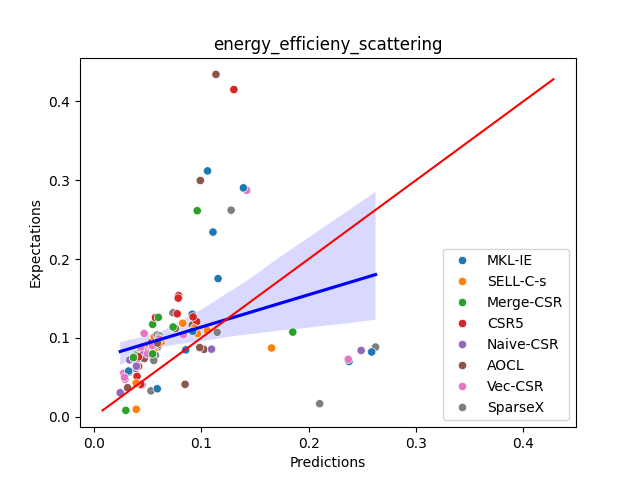 energy_efficieny_scattering
Expectations
0.4
0.3
0.2
0.1
0.0
0.0 0.1 0.2 0.3 0.4
Predictions
MKL-IE
SELL-C-s
Merge-CSR
CSR5
Naive-CSR
AOCL
Vec-CSR
SparseX